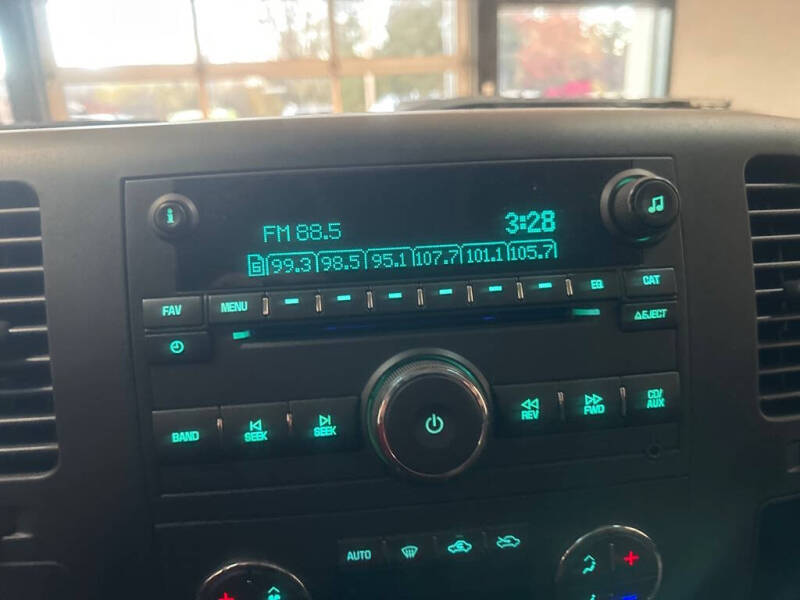 i
FM 88.5 3:28
6 99.3 98.5 95.1 107.7 101.1 105.7
FAV MENU EQ CAT
EJECT
BAND SEEK SEEK REV FWD CD/AUX
AUTO